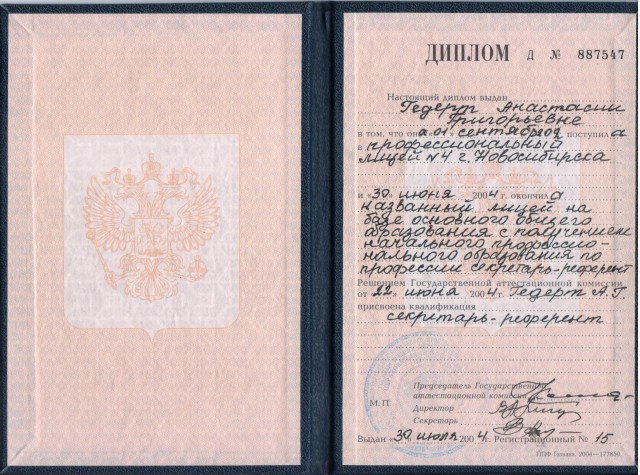 ДИПЛОМ Д № 887547
Настоящий диплом выдан
Гедерт Анастасии
Григорьевне
в том, что она 01 сентября 2002 поступила
в профессиональный
лицей №4 г. Новосибирска
и «30» июня 2004 г. окончила
названный лицей на
базе основного общего
образования с получением
начального профессио-
нального образования по
профессии секретарь-референт
Решением Государственной аттестационной комиссии
от «22» июня 2004 г. Гедерт А.Г.
присвоена квалификация
секретарь-референт
Председатель Государственной
аттестационной комиссии
М. П.
Директор
Секретарь
Выдан «30» июля 2004 г. Регистрационный № 15